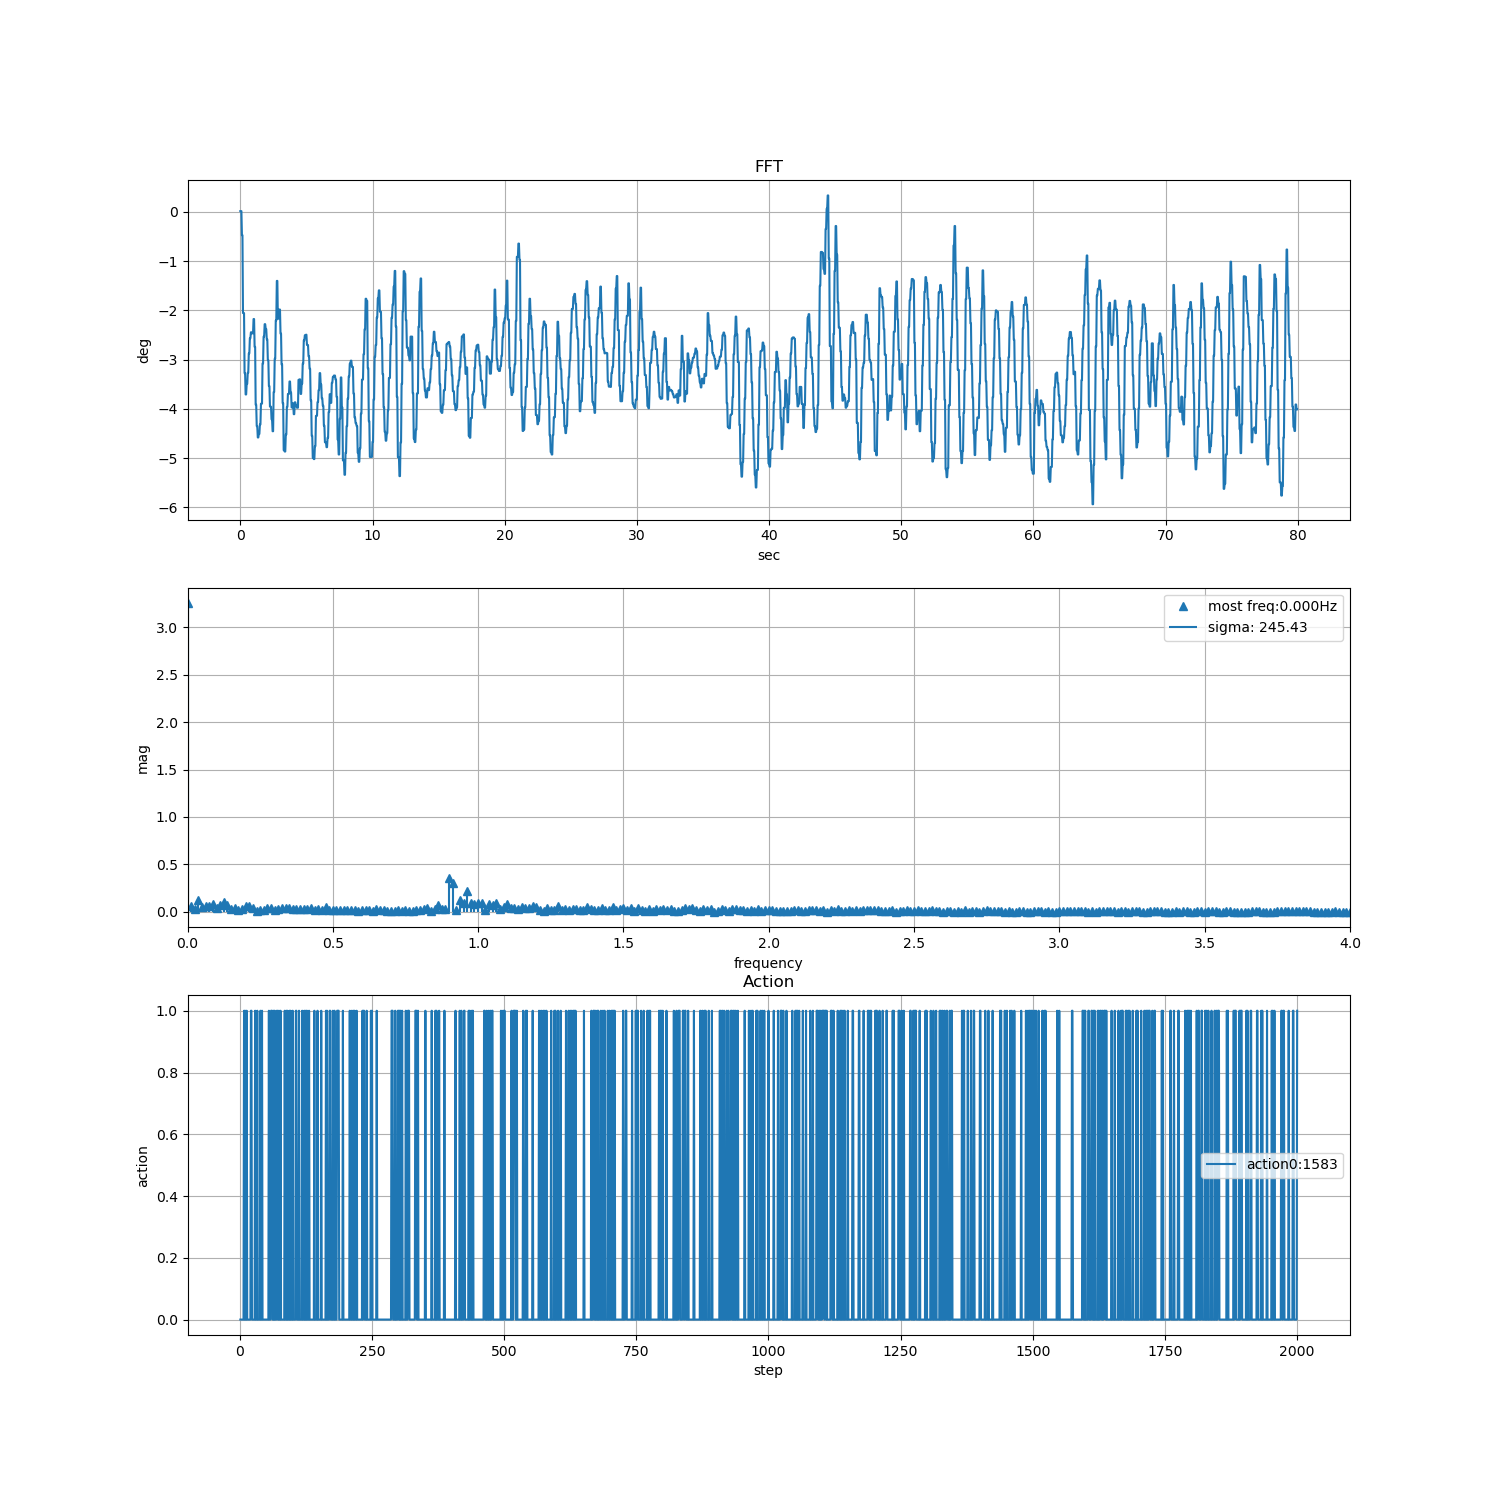 FFT
0
−1
−2
−3
−4
−5
−6
deg
0 10 20 30 40 50 60 70 80
sec
most freq:0.000Hz
sigma: 245.43
3.0
2.5
2.0
1.5
1.0
0.5
0.0
mag
0.0 0.5 1.0 1.5 2.0 2.5 3.0 3.5 4.0
frequency
Action
1.0
0.8
0.6
0.4
0.2
0.0
action
action0:1583
0 250 500 750 1000 1250 1500 1750 2000
step